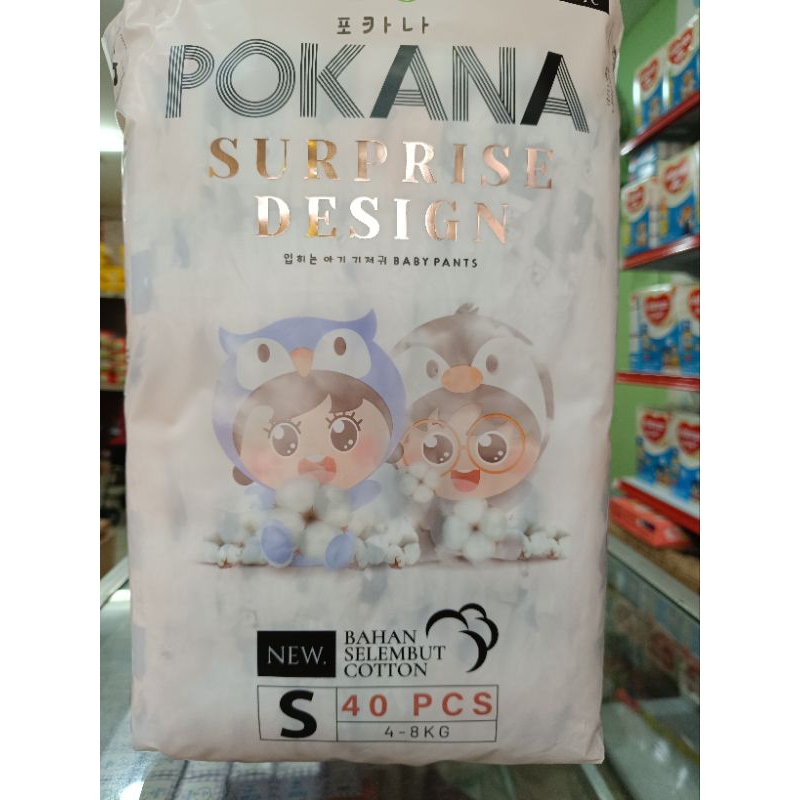 포카나
POKANA
SURPRISE
DESIGN
입히는 아기 기저귀 BABY PANTS
NEW.
BAHAN
SELEMBUT
COTTON
S
40 PCS
4-8KG